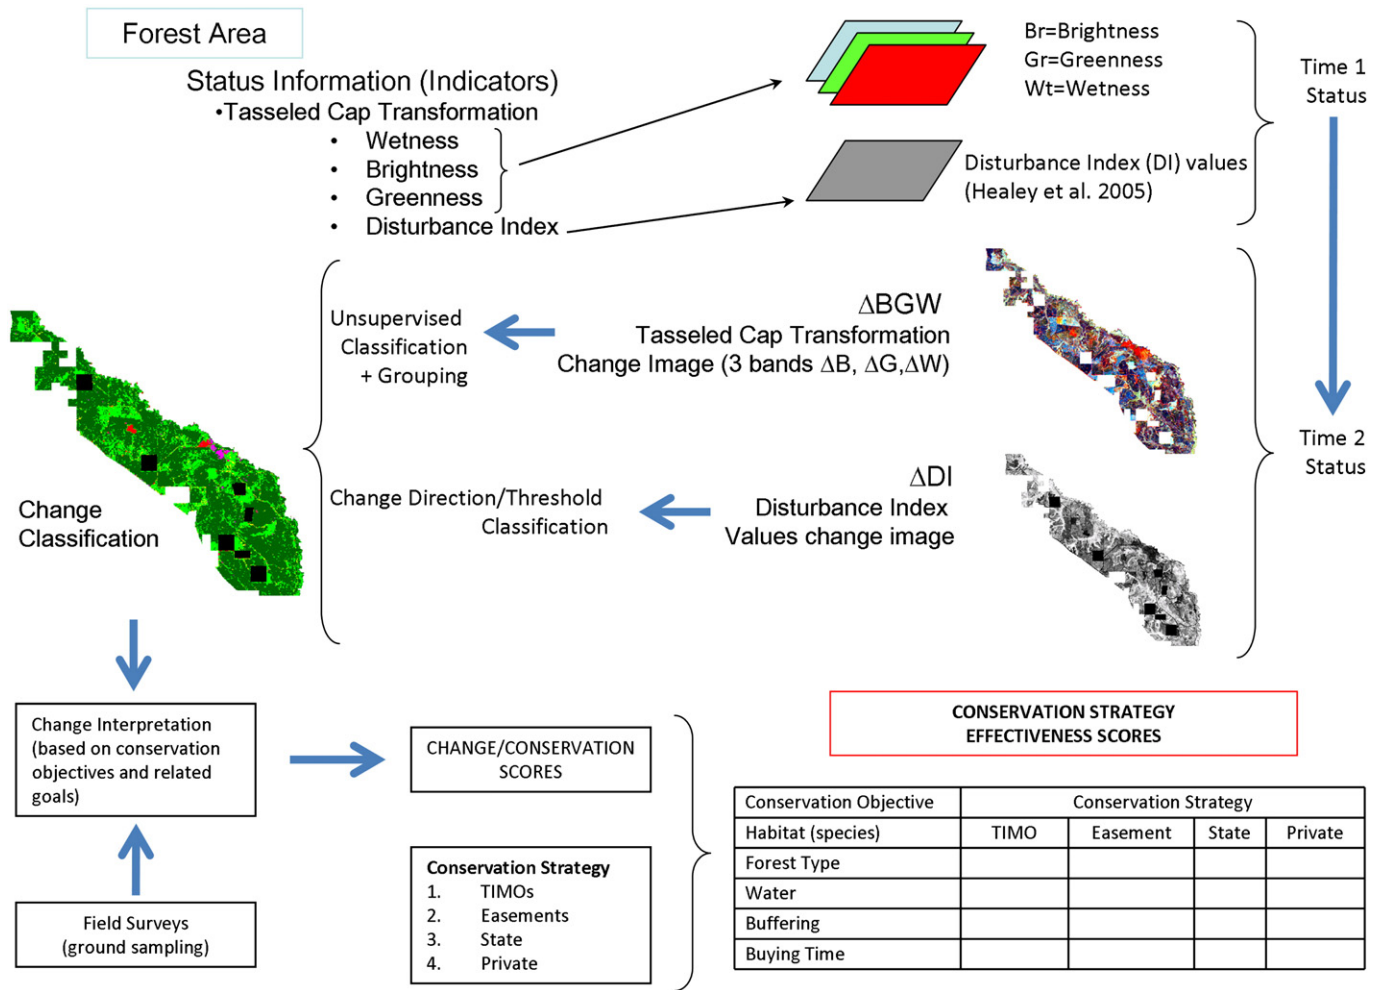 Forest Area
Status Information (Indicators)
•Tasseled Cap Transformation
• Wetness
• Brightness
• Greenness
• Disturbance Index
Br=Brightness
Gr=Greenness
Wt=Wetness
Disturbance Index (DI) values
(Healey et al. 2005)
Time 1
Status
Time 2
Status
ΔBGW
Tasseled Cap Transformation
Change Image (3 bands ΔB, ΔG,ΔW)
Unsupervised
Classification
+ Grouping
ΔDI
Disturbance Index
Values change image
Change Direction/Threshold
Classification
Change
Classification
Change Interpretation
(based on conservation
objectives and related
goals)
Field Surveys
(ground sampling)
CHANGE/CONSERVATION
SCORES
Conservation Strategy
1. TIMOs
2. Easements
3. State
4. Private
CONSERVATION STRATEGY
EFFECTIVENESS SCORES
Conservation Objective Conservation Strategy
Habitat (species) TIMO Easement State Private
Forest Type
Water
Buffering
Buying Time